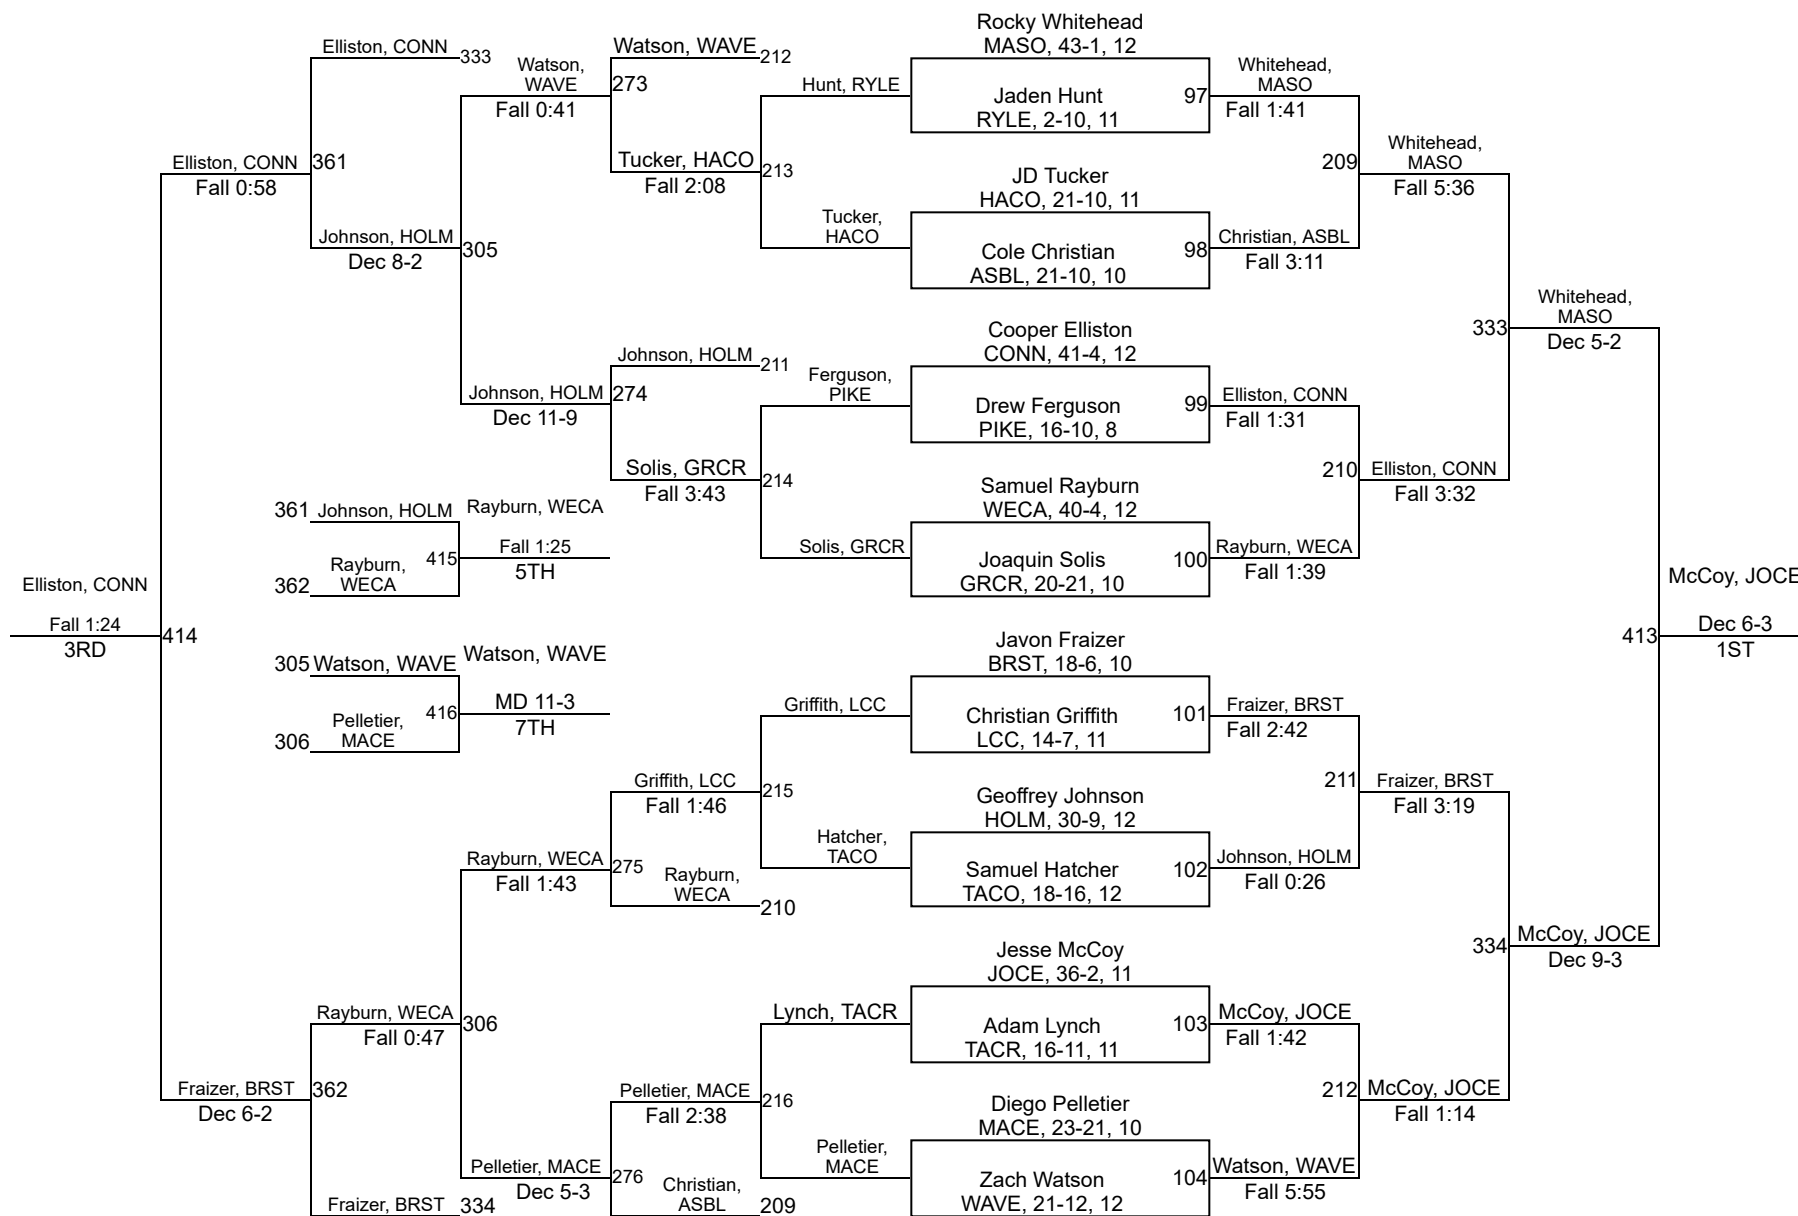 Rocky Whitehead
MASO, 43-1, 12
Jaden Hunt
RYLE, 2-10, 11
97
JD Tucker
HACO, 21-10, 11
Cole Christian
ASBL, 21-10, 10
98
Cooper Elliston
CONN, 41-4, 12
Drew Ferguson
PIKE, 16-10, 8
99
Samuel Rayburn
WECA, 40-4, 12
Joaquin Solis
GRCR, 20-21, 10
100
Javon Fraizer
BRST, 18-6, 10
Christian Griffith
LCC, 14-7, 11
101
Geoffrey Johnson
HOLM, 30-9, 12
Samuel Hatcher
TACO, 18-16, 12
102
Jesse McCoy
JOCE, 36-2, 11
Adam Lynch
TACR, 16-11, 11
103
Diego Pelletier
MACE, 23-21, 10
Zach Watson
WAVE, 21-12, 12
104
Whitehead,
MASO
Fall 1:41
209
Christian, ASBL
Fall 3:11
Elliston, CONN
Fall 1:31
210
Rayburn, WECA
Fall 1:39
Fraizer, BRST
Fall 2:42
211
Johnson, HOLM
Fall 0:26
McCoy, JOCE
Fall 1:42
212
Watson, WAVE
Fall 5:55
Whitehead,
MASO
Fall 5:36
333
Elliston, CONN
Fall 3:32
Fraizer, BRST
Fall 3:19
334
McCoy, JOCE
Fall 1:14
Whitehead,
MASO
Dec 5-2
413
McCoy, JOCE
Dec 9-3
McCoy, JOCE
Dec 6-3
1ST
Hunt, RYLE
213
Tucker,
HACO
Ferguson,
PIKE
214
Solis, GRCR
Griffith, LCC
215
Hatcher,
TACO
Lynch, TACR
216
Pelletier,
MACE
Watson, WAVE
212
273
Tucker, HACO
Fall 2:08
Johnson, HOLM
211
274
Solis, GRCR
Fall 3:43
Griffith, LCC
Fall 1:46
275
Rayburn,
WECA
210
Pelletier, MACE
Fall 2:38
276
Christian,
ASBL
209
Watson,
WAVE
Fall 0:41
305
Johnson, HOLM
Dec 11-9
Rayburn, WECA
Fall 1:43
306
Pelletier, MACE
Dec 5-3
Elliston, CONN
333
361
Johnson, HOLM
Dec 8-2
Rayburn, WECA
Fall 0:47
362
Fraizer, BRST
334
Elliston, CONN
Fall 0:58
414
Fraizer, BRST
Dec 6-2
Elliston, CONN
Fall 1:24
3RD
361
Johnson, HOLM
362
Rayburn,
WECA
415
Rayburn, WECA
Fall 1:25
5TH
305
Watson, WAVE
306
Pelletier,
MACE
416
Watson, WAVE
MD 11-3
7TH